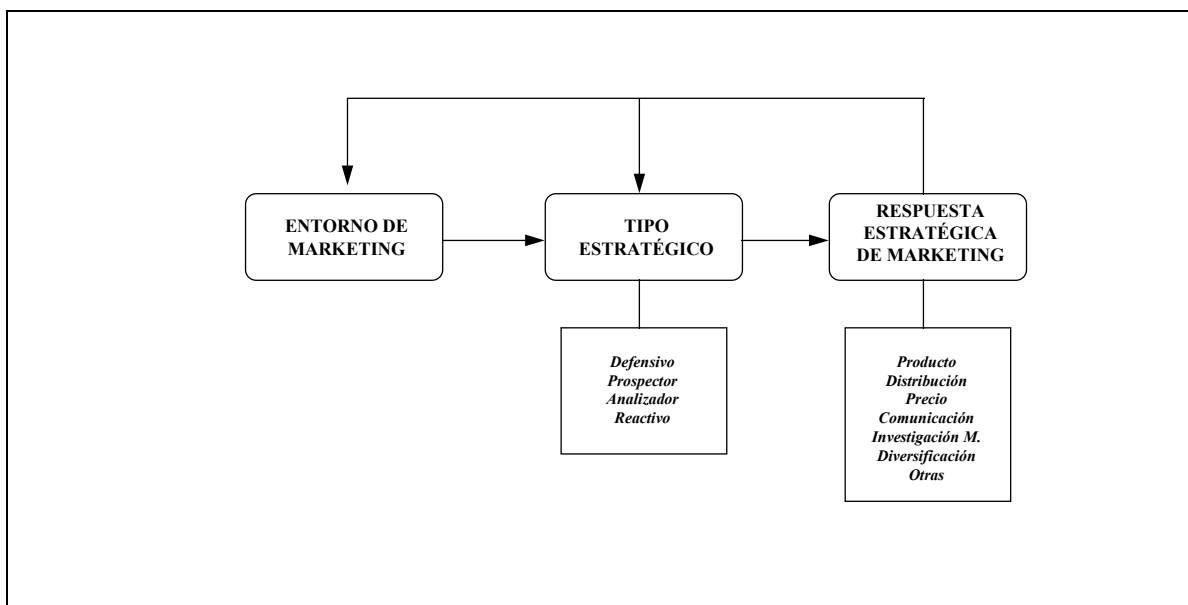 ENTORNO DE
MARKETING
TIPO
ESTRATÉGICO
RESPUESTA
ESTRATÉGICA
DE MARKETING
Defensivo
Prospector
Analizador
Reactivo
Producto
Distribución
Precio
Comunicación
Investigación M.
Diversificación
Otras